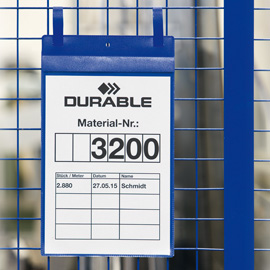 DURABLE
Material-Nr.:
3200
Stück / Meter Datum Name
2.880 27.05.15 Schmidt